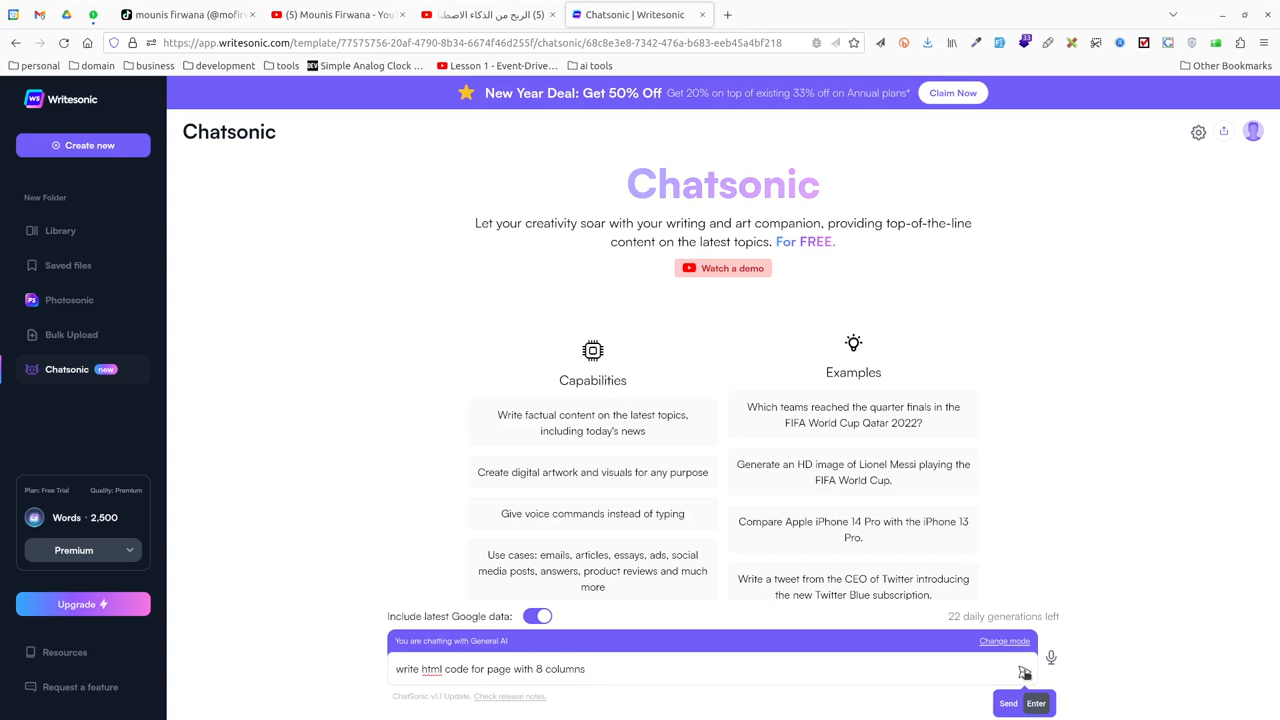 mounis firwana (@mofirw
(5) Mounis Firwana - You
(5) الربح من الذكاء الاصطنا
Chatsonic | Writesonic
https://app.writesonic.com/template/77575756-20af-4790-8b34-6674f46d255f/chatsonic/68c8e3e8-7342-476a-b683-eeb45a4bf218
33
personal
domain
business
development
tools
DEV Simple Analog Clock ...
Lesson 1 - Event-Drive...
ai tools
Other Bookmarks
WS Writesonic
New Year Deal: Get 50% Off Get 20% on top of existing 33% off on Annual plans*
Claim Now
Create new
New Folder
Library
Saved files
PS Photosonic
Bulk Upload
Chatsonic new
Plan: Free Trial Quality: Premium
Words · 2,500
Premium
Upgrade
Resources
Request a feature
Chatsonic
Chatsonic
Let your creativity soar with your writing and art companion, providing top-of-the-line
content on the latest topics. For FREE.
Watch a demo
Capabilities
Write factual content on the latest topics,
including today's news
Create digital artwork and visuals for any purpose
Give voice commands instead of typing
Use cases: emails, articles, essays, ads, social
media posts, answers, product reviews and much
more
Examples
Which teams reached the quarter finals in the
FIFA World Cup Qatar 2022?
Generate an HD image of Lionel Messi playing the
FIFA World Cup.
Compare Apple iPhone 14 Pro with the iPhone 13
Pro.
Write a tweet from the CEO of Twitter introducing
the new Twitter Blue subscription.
Include latest Google data:
22 daily generations left
You are chatting with General AI
Change mode
write html code for page with 8 columns
ChatSonic v1.1 Update. Check release notes.
Send Enter